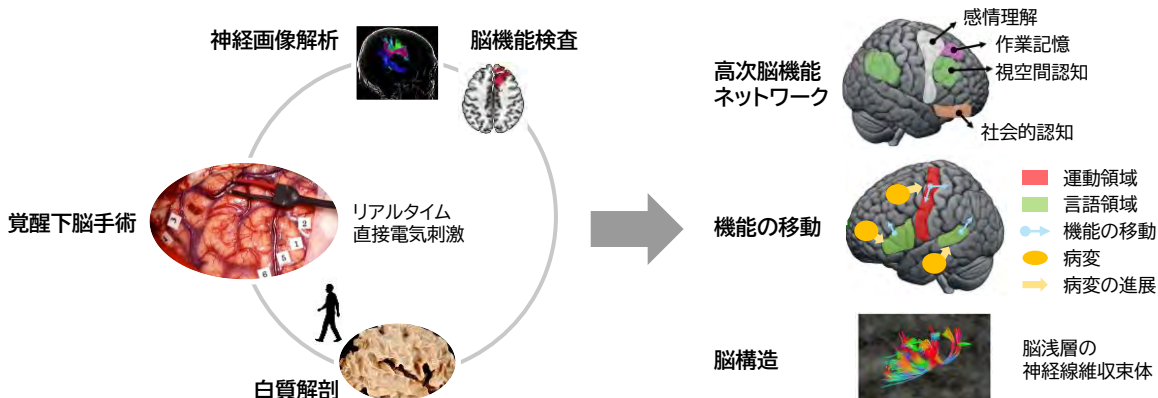 神経画像解析
脳機能検査
覚醒下脳手術
3
2
1
5
6
リアルタイム
直接電気刺激
白質解剖
高次脳機能
ネットワーク
感情理解
作業記憶
視空間認知
社会的認知
機能の移動
運動領域
言語領域
機能の移動
病変
病変の進展
脳構造
脳浅層の
神経線維収束体